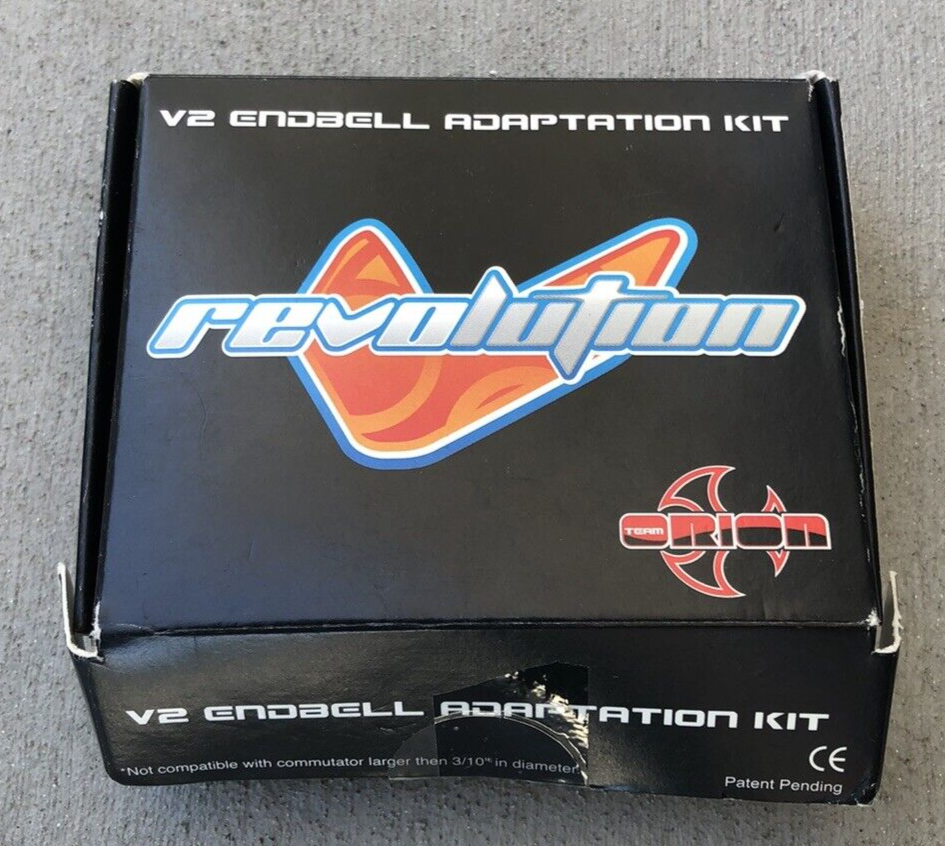 V2 ENDBELL ADAPTATION KIT
revolution
TEAM ORION
V2 ENDBELL ADAPTATION KIT
*Not compatible with commutator larger then 3/10" in diameter
CE
Patent Pending